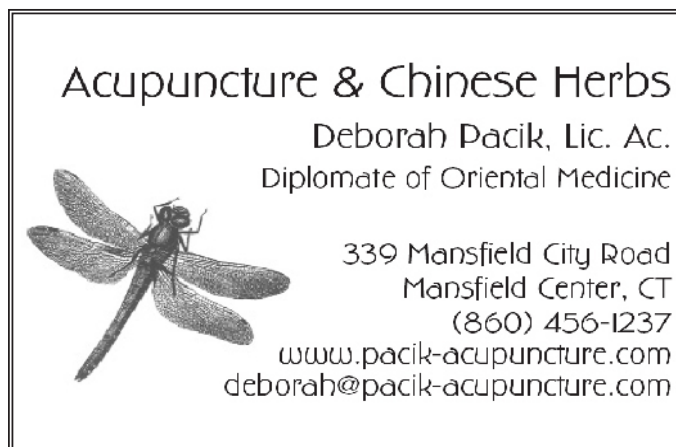 Acupuncture & Chinese Herbs
Deborah Pacik, Lic. Ac.
Diplomate of Oriental Medicine
339 Mansfield City Road
Mansfield Center, CT
(860) 456-1237
www.pacik-acupuncture.com
deborah@pacik-acupuncture.com